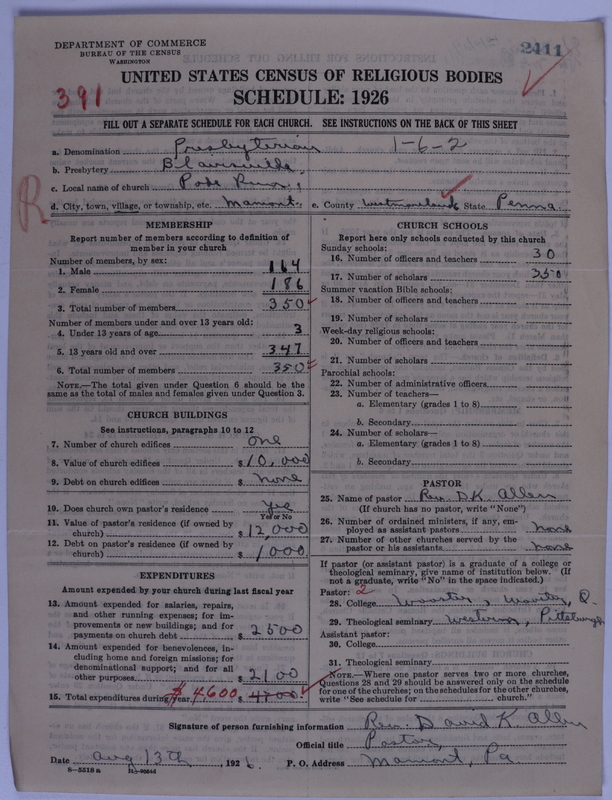 DEPARTMENT OF COMMERCE
BUREAU OF THE CENSUS
WASHINGTON
2411
UNITED STATES CENSUS OF RELIGIOUS BODIES
391
SCHEDULE: 1926
FILL OUT A SEPARATE SCHEDULE FOR EACH CHURCH. SEE INSTRUCTIONS ON THE BACK OF THIS SHEET
a. Denomination Presbyterian 1-6-2
b. Presbytery Blairsville,
c. Local name of church Poke Run,
R
d. City, town, village, or township, etc. Mamont. e. County Westmoreland State Penna.
MEMBERSHIP
Report number of members according to definition of
member in your church
Number of members, by sex:
1. Male 164
2. Female 186
3. Total number of members 350
Number of members under and over 13 years old:
4. Under 13 years of age 3
5. 13 years old and over 347
6. Total number of members 350
NOTE.—The total given under Question 6 should be the
same as the total of males and females given under Question 3.
CHURCH BUILDINGS
See instructions, paragraphs 10 to 12
7. Number of church edifices one
8. Value of church edifices $10,000
9. Debt on church edifices $ none
10. Does church own pastor's residence yes
Yes or No
11. Value of pastor's residence (if owned by
church) $12,000
12. Debt on pastor's residence (if owned by
church) $1000
EXPENDITURES
Amount expended by your church during last fiscal year
13. Amount expended for salaries, repairs,
and other running expenses; for im-
provements or new buildings; and for
payments on church debt $2500
14. Amount expended for benevolences, in-
cluding home and foreign missions; for
denominational support; and for all
other purposes $2100
15. Total expenditures during year $4,600 $4700
CHURCH SCHOOLS
Report here only schools conducted by this church
Sunday schools:
16. Number of officers and teachers 30
17. Number of scholars 350
Summer vacation Bible schools:
18. Number of officers and teachers
19. Number of scholars
Week-day religious schools:
20. Number of officers and teachers
21. Number of scholars
Parochial schools:
22. Number of administrative officers
23. Number of teachers—
a. Elementary (grades 1 to 8)
b. Secondary
24. Number of scholars—
a. Elementary (grades 1 to 8)
b. Secondary
PASTOR
25. Name of pastor Rev. D.K. Allen
(If church has no pastor, write "None")
26. Number of ordained ministers, if any, em-
ployed as assistant pastors none
27. Number of other churches served by the
pastor or his assistants none
If pastor (or assistant pastor) is a graduate of a college or
theological seminary, give name of institution below. (If
not a graduate, write "No" in the space indicated.)
Pastor: 2
28. College Wooster, Wooster, O.
29. Theological seminary Western, Pittsburgh
Assistant pastor:
30. College
31. Theological seminary
NOTE.—Where one pastor serves two or more churches,
Questions 28 and 29 should be answered only on the schedule
for one of the churches; on the schedules for the other churches,
write "See schedule for church."
Signature of person furnishing information Rev. David K. Allen
Official title Pastor,
Date Aug 13th, 1926. P. O. Address Mamont, Pa
8—5518a